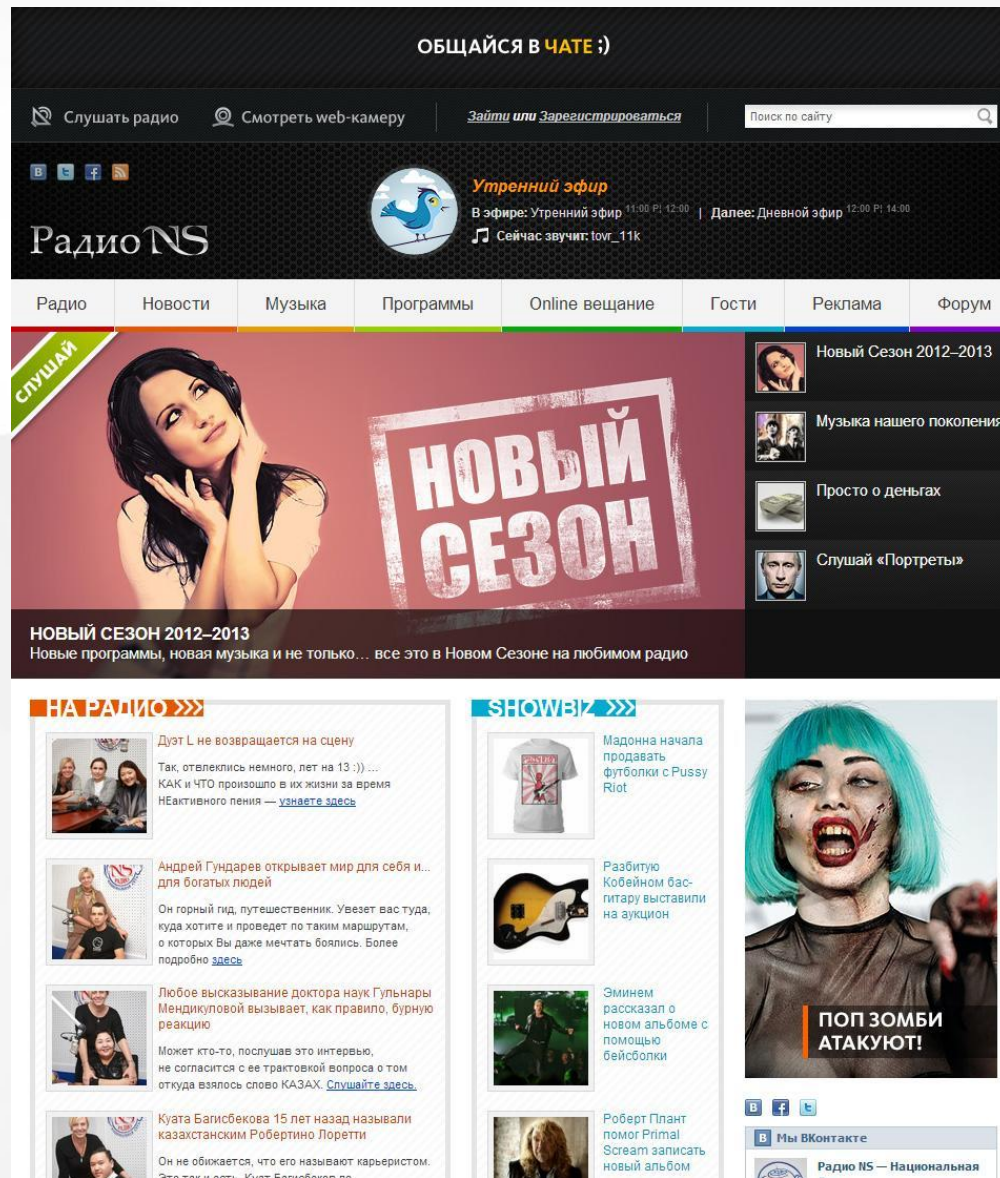 ОБЩАЙСЯ В ЧАТЕ ;)
Слушать радио
Смотреть web-камеру
Зайти или Зарегистрироваться
Поиск по сайту
Утренний эфир
В эфире: Утренний эфир 11:00 P¦ 12:00 | Далее: Дневной эфир 12:00 P¦ 14:00
Сейчас звучит: tovr_11k
Радио NS
Радио
Новости
Музыка
Программы
Online вещание
Гости
Реклама
Форум
СЛУШАЙ
НОВЫЙ
СЕЗОН
НОВЫЙ СЕЗОН 2012–2013
Новые программы, новая музыка и не только… все это в Новом Сезоне на любимом радио
Новый Сезон 2012–2013
Музыка нашего поколения
Просто о деньгах
Слушай «Портреты»
НА РАДИО >>>
Дуэт L не возвращается на сцену
Так, отвлеклись немного, лет на 13 :)) …
КАК и ЧТО произошло в их жизни за время
НЕактивного пения — узнаете здесь
Андрей Гундарев открывает мир для себя и...
для богатых людей
Он горный гид, путешественник. Увезет вас туда,
куда хотите и проведет по таким маршрутам,
о которых Вы даже мечтать боялись. Более
подробно здесь
Любое высказывание доктора наук Гульнары
Мендикуловой вызывает, как правило, бурную
реакцию
Может кто-то, послушав это интервью,
не согласится с ее трактовкой вопроса о том
откуда взялось слово КАЗАХ. Слушайте здесь.
Куата Багисбекова 15 лет назад называли
казахстанским Робертино Лоретти
Он не обижается, что его называют карьеристом.
SHOWBIZ >>>
Мадонна начала
продавать
футболки с Pussy
Riot
Разбитую
Кобейном бас-
гитару выставили
на аукцион
Эминем
рассказал о
новом альбоме с
помощью
бейсболки
Роберт Плант
помог Primal
Scream записать
новый альбом
ПОП ЗОМБИ
АТАКУЮТ!
Мы ВКонтакте
Радио NS — Национальная